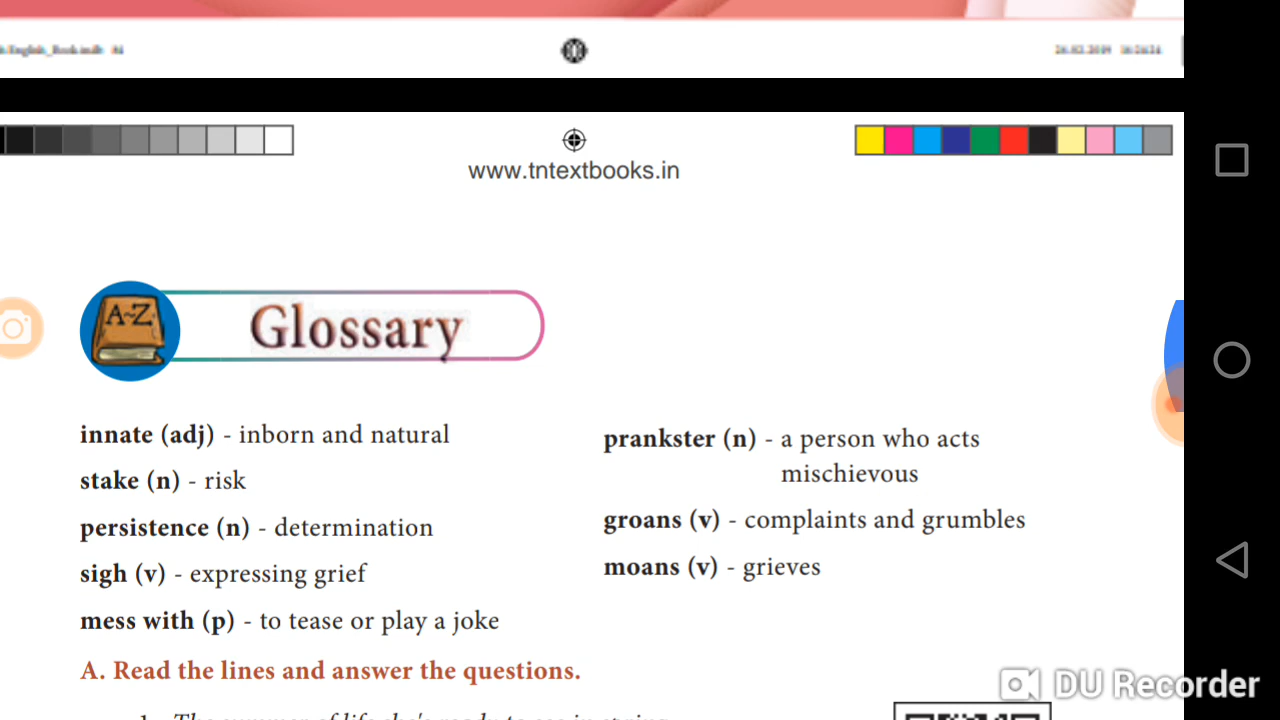 www.tntextbooks.in
A-Z
Glossary
innate (adj) - inborn and natural
stake (n) - risk
persistence (n) - determination
sigh (v) - expressing grief
mess with (p) - to tease or play a joke
prankster (n) - a person who acts
mischievous
groans (v) - complaints and grumbles
moans (v) - grieves
A. Read the lines and answer the questions.
DU Recorder